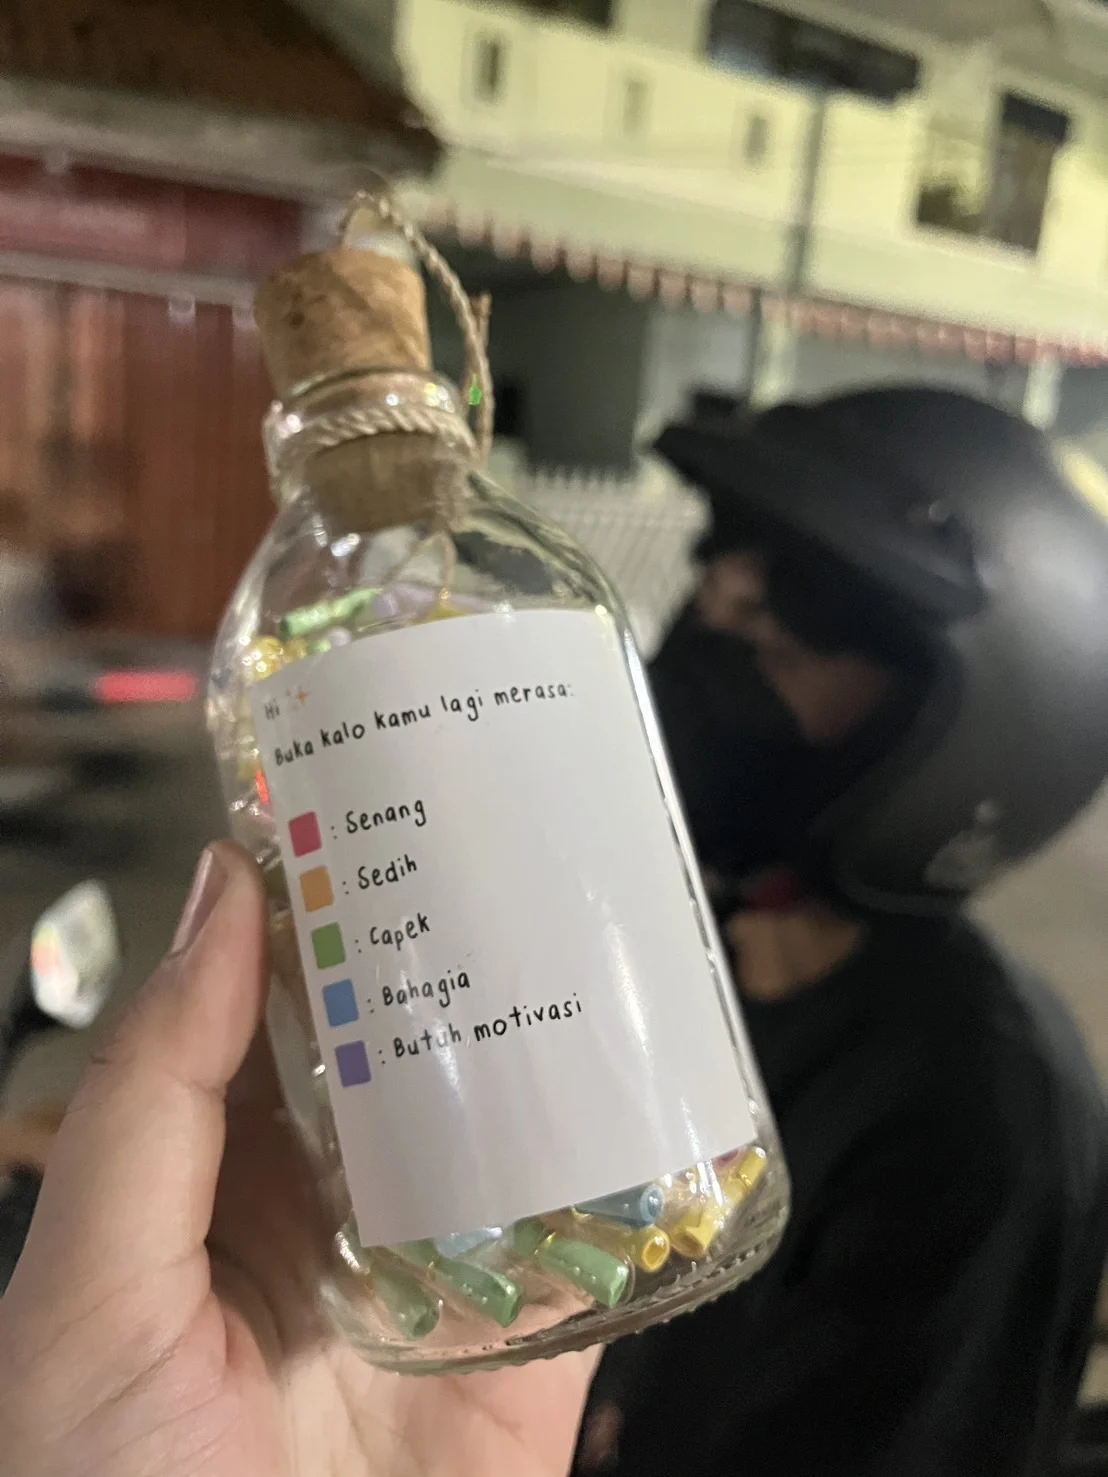 Hi
Buka kalo kamu lagi merasa:
: Senang
: Sedih
: Capek
: Bahagia
: Butuh motivasi